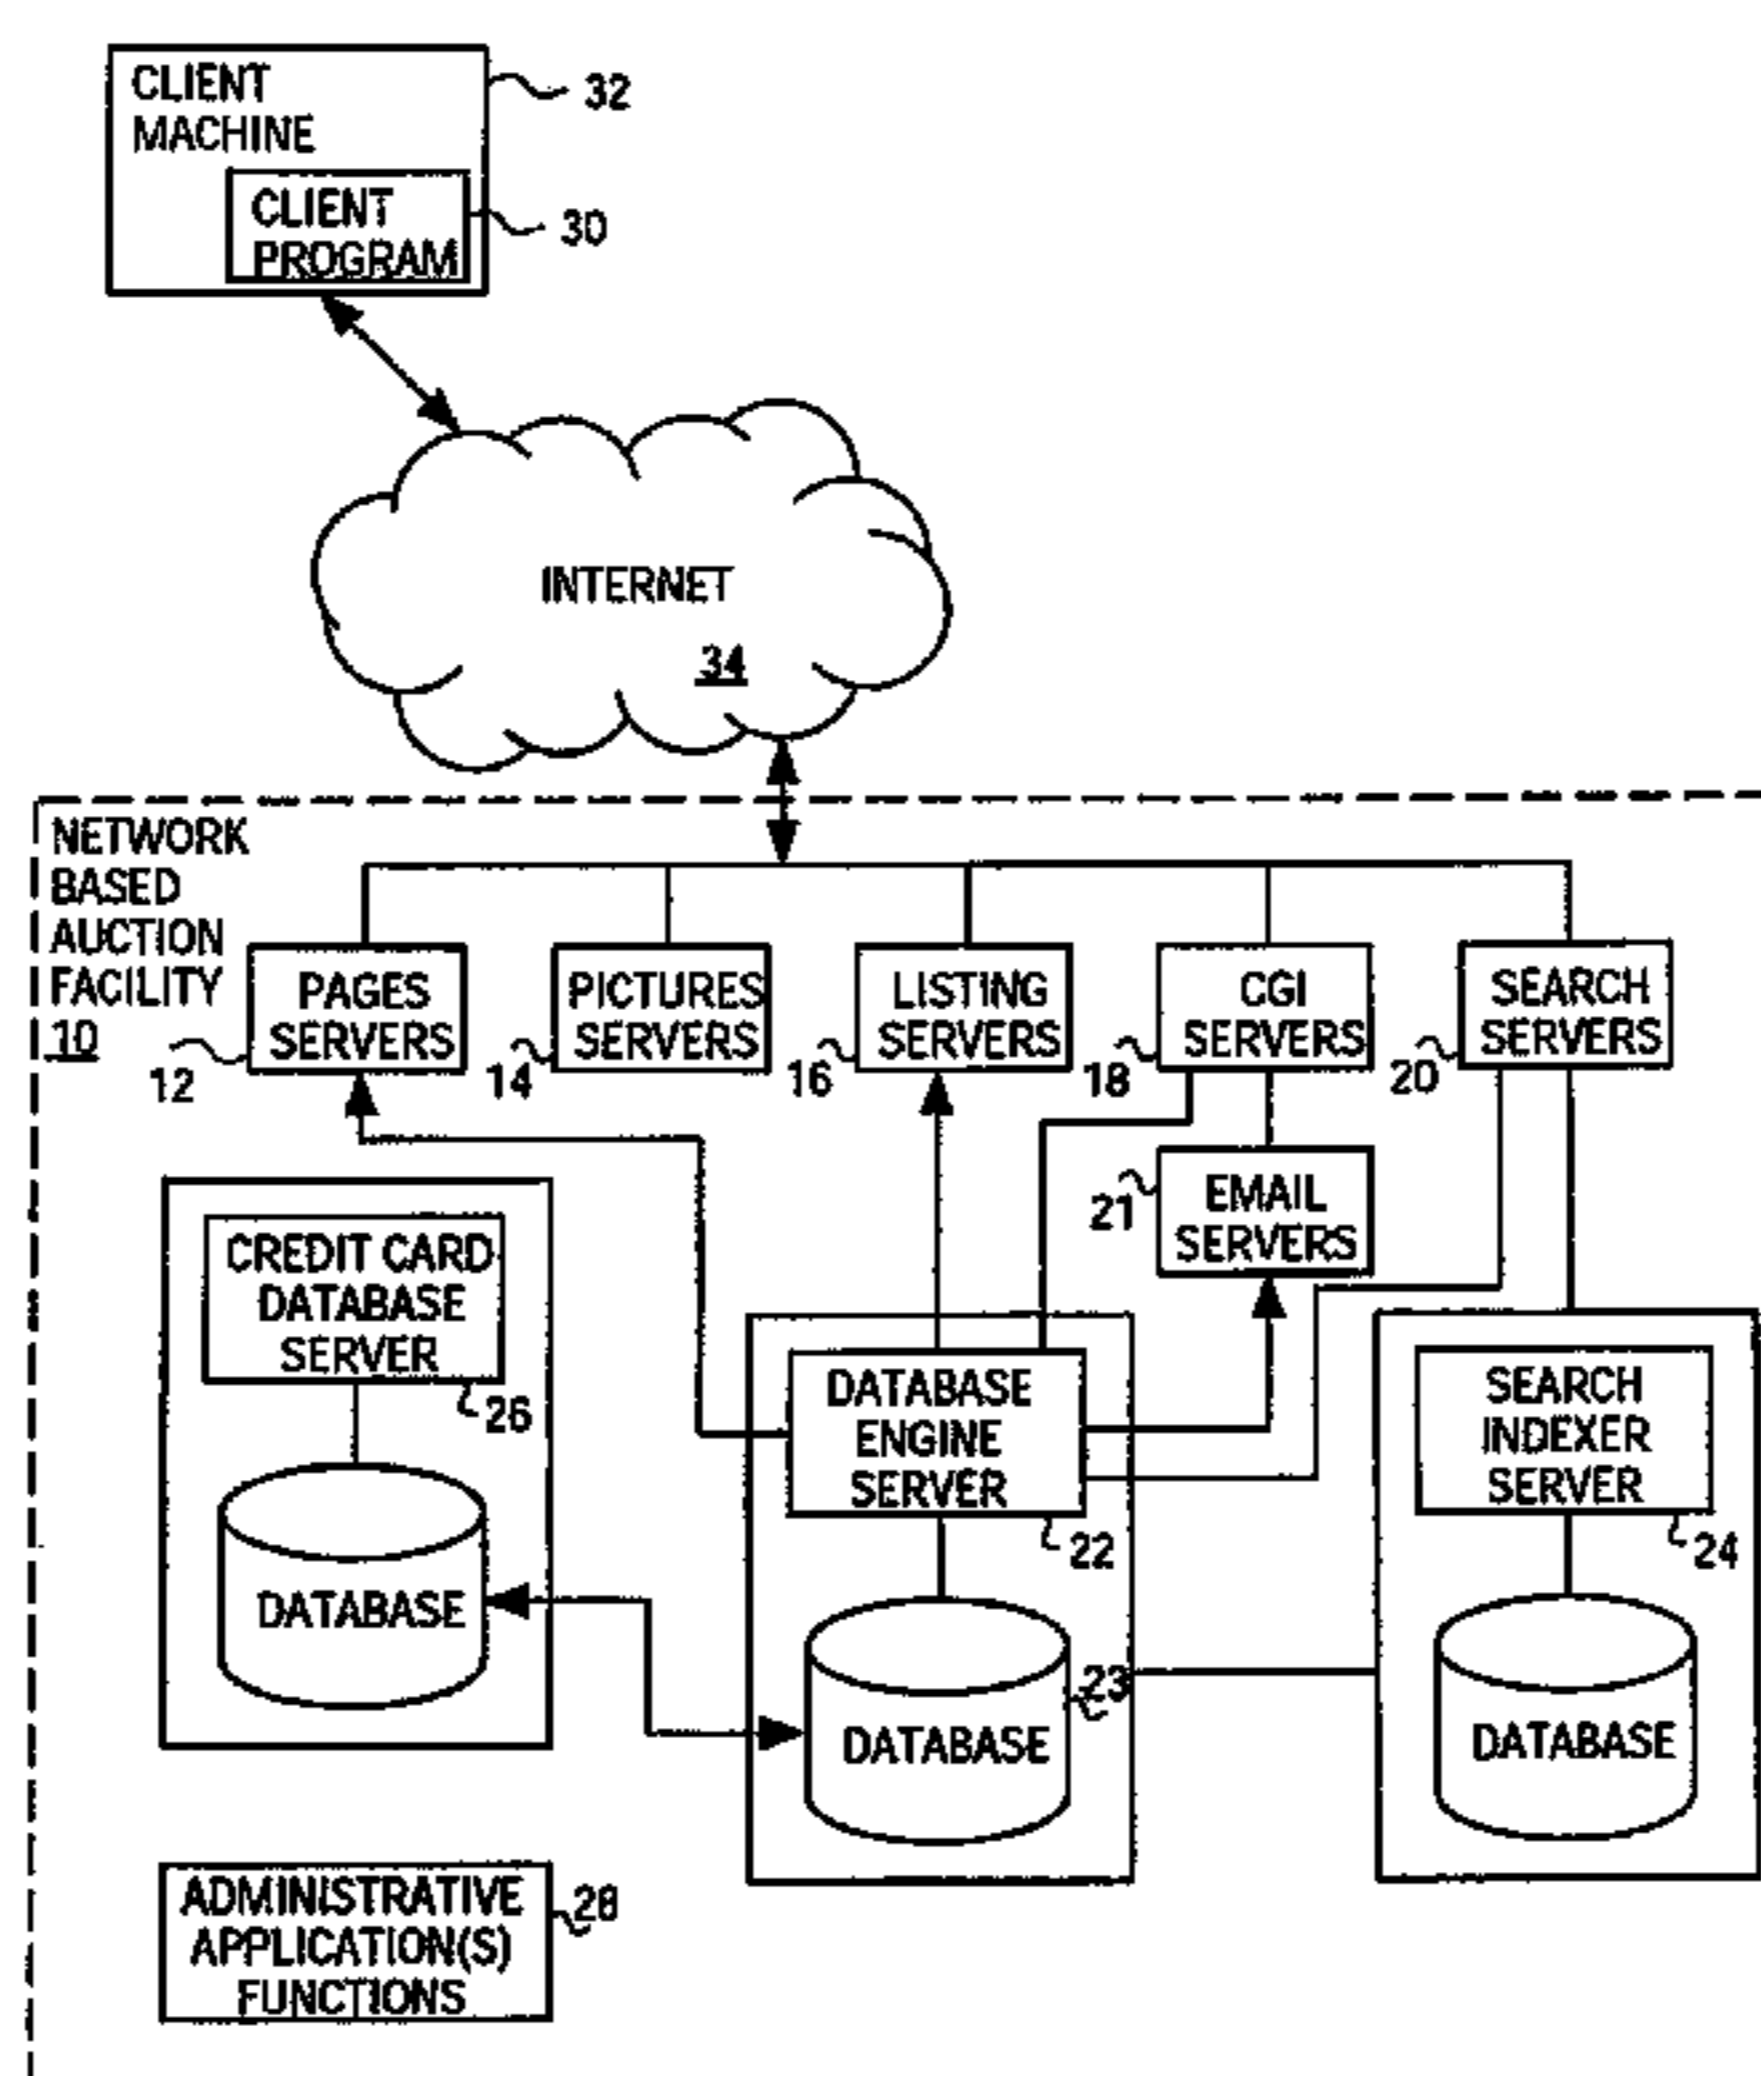 CLIENT
MACHINE
32
CLIENT
PROGRAM
30
INTERNET
34
NETWORK
BASED
AUCTION
FACILITY
10
PAGES
SERVERS
12
PICTURES
SERVERS
14
LISTING
SERVERS
16
CGI
SERVERS
18
SEARCH
SERVERS
20
EMAIL
SERVERS
21
CREDIT CARD
DATABASE
SERVER
26
DATABASE
DATABASE
ENGINE
SERVER
22
DATABASE
23
SEARCH
INDEXER
SERVER
24
DATABASE
ADMINISTRATIVE
APPLICATION(S)
FUNCTIONS
28